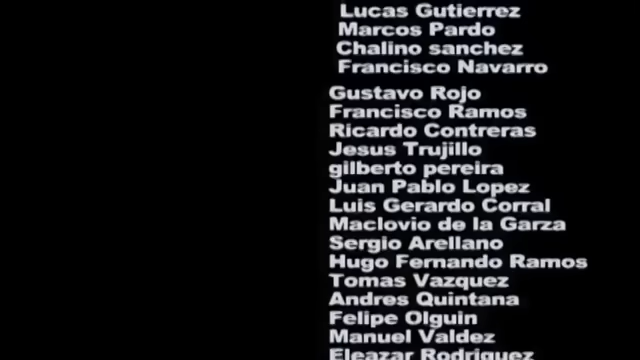 Lucas Gutierrez
Marcos Pardo
Chalino sanchez
Francisco Navarro
Gustavo Rojo
Francisco Ramos
Ricardo Contreras
Jesus Trujillo
gilberto pereira
Juan Pablo Lopez
Luis Gerardo Corral
Maclovio de la Garza
Sergio Arellano
Hugo Fernando Ramos
Tomas Vazquez
Andres Quintana
Felipe Olguin
Manuel Valdez
Eleazar Rodriguez